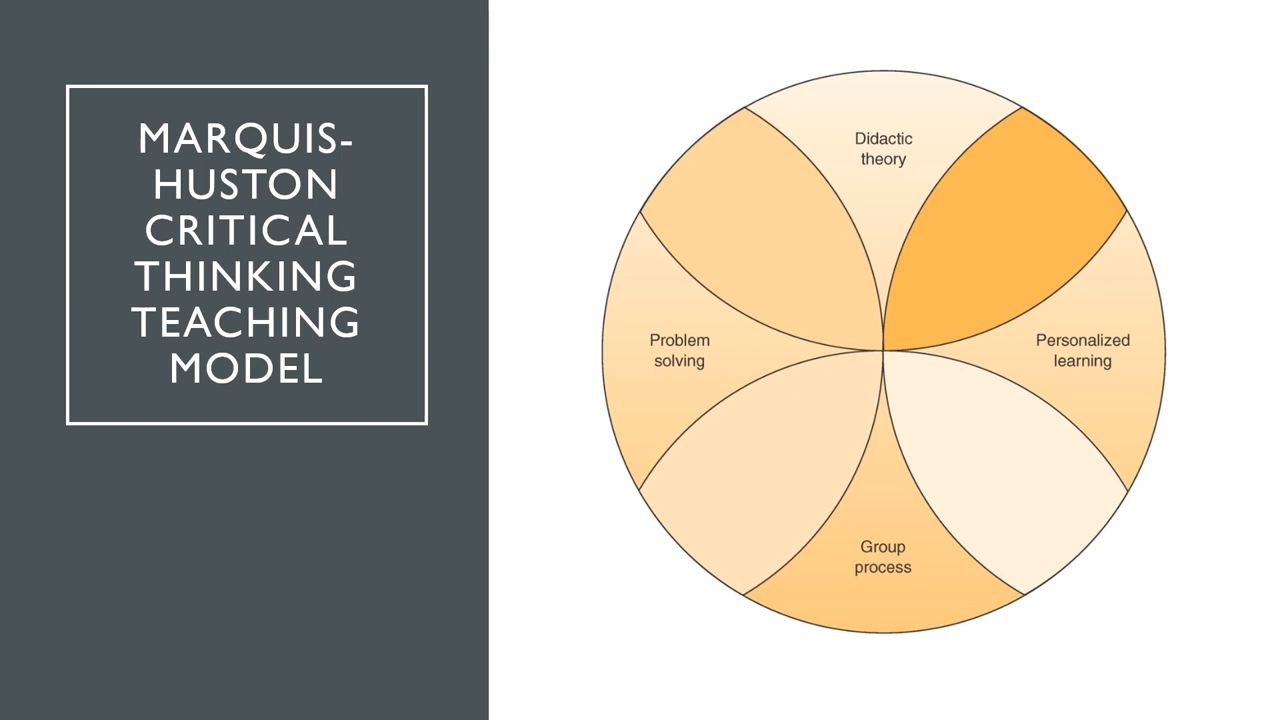 MARQUIS-
HUSTON
CRITICAL
THINKING
TEACHING
MODEL
Didactic
theory
Problem
solving
Personalized
learning
Group
process